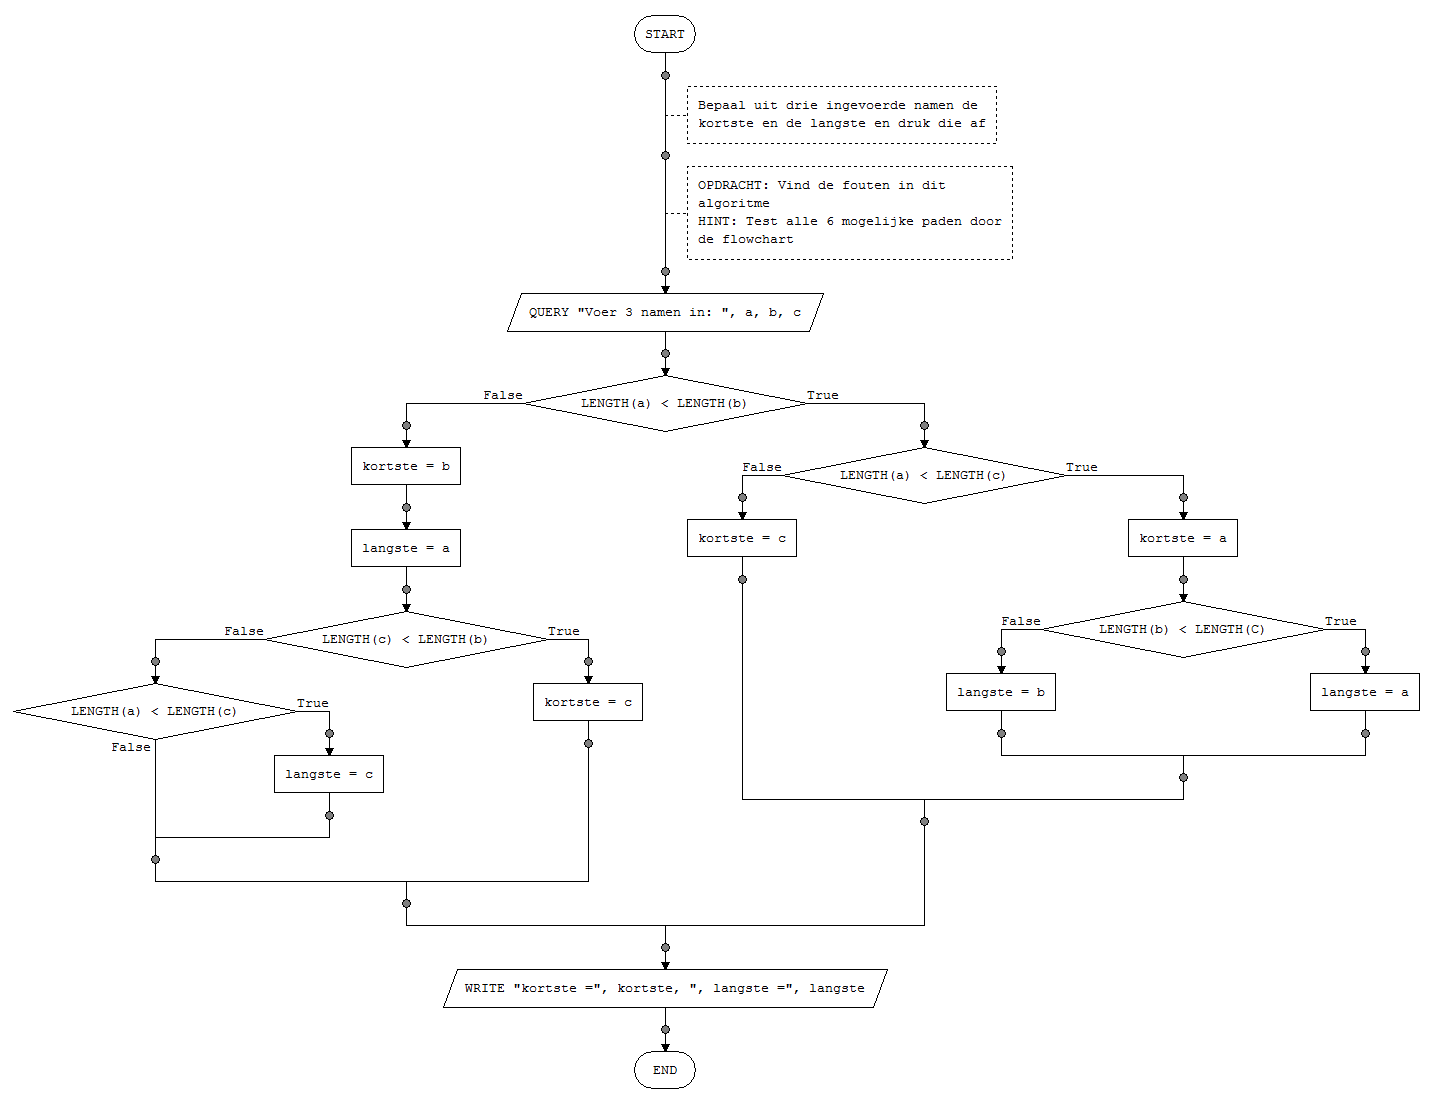 START
Bepaal uit drie ingevoerde namen de
kortste en de langste en druk die af
OPDRACHT: Vind de fouten in dit
algoritme
HINT: Test alle 6 mogelijke paden door
de flowchart
QUERY "Voer 3 namen in: ", a, b, c
False
LENGTH(a) < LENGTH(b)
True
kortste = b
langste = a
False
LENGTH(a) < LENGTH(c)
True
kortste = c
kortste = a
False
LENGTH(c) < LENGTH(b)
True
False
LENGTH(b) < LENGTH(C)
True
LENGTH(a) < LENGTH(c)
True
False
kortste = c
langste = b
langste = a
langste = c
WRITE "kortste =", kortste, ", langste =", langste
END